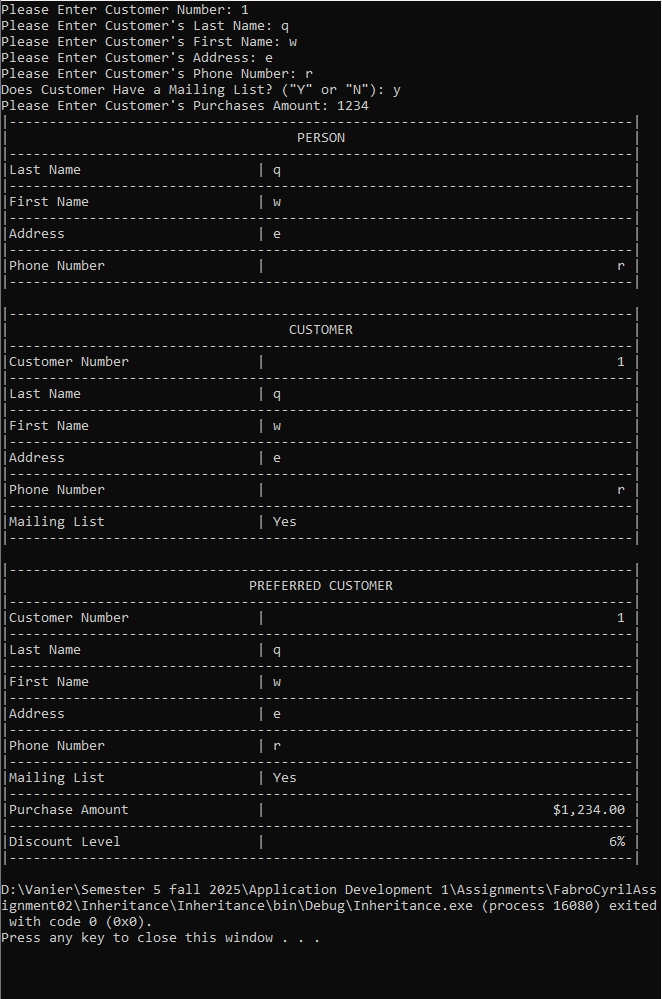 Please Enter Customer Number: 1
Please Enter Customer's Last Name: q
Please Enter Customer's First Name: w
Please Enter Customer's Address: e
Please Enter Customer's Phone Number: r
Does Customer Have a Mailing List? ("Y" or "N"): y
Please Enter Customer's Purchases Amount: 1234
|------------------------------------------------------------------------------|
|                                    PERSON                                    |
|------------------------------------------------------------------------------|
|Last Name                      | q                                            |
|------------------------------------------------------------------------------|
|First Name                     | w                                            |
|------------------------------------------------------------------------------|
|Address                        | e                                            |
|------------------------------------------------------------------------------|
|Phone Number                   |                                            r |
|------------------------------------------------------------------------------|

|------------------------------------------------------------------------------|
|                                   CUSTOMER                                   |
|------------------------------------------------------------------------------|
|Customer Number                |                                            1 |
|------------------------------------------------------------------------------|
|Last Name                      | q                                            |
|------------------------------------------------------------------------------|
|First Name                     | w                                            |
|------------------------------------------------------------------------------|
|Address                        | e                                            |
|------------------------------------------------------------------------------|
|Phone Number                   |                                            r |
|------------------------------------------------------------------------------|
|Mailing List                   | Yes                                          |
|------------------------------------------------------------------------------|

|------------------------------------------------------------------------------|
|                              PREFERRED CUSTOMER                              |
|------------------------------------------------------------------------------|
|Customer Number                |                                            1 |
|------------------------------------------------------------------------------|
|Last Name                      | q                                            |
|------------------------------------------------------------------------------|
|First Name                     | w                                            |
|------------------------------------------------------------------------------|
|Address                        | e                                            |
|------------------------------------------------------------------------------|
|Phone Number                   | r                                            |
|------------------------------------------------------------------------------|
|Mailing List                   | Yes                                          |
|------------------------------------------------------------------------------|
|Purchase Amount                |                                    $1,234.00 |
|------------------------------------------------------------------------------|
|Discount Level                 |                                           6% |
|------------------------------------------------------------------------------|

D:\Vanier\Semester 5 fall 2025\Application Development 1\Assignments\FabroCyrilAss
ignment02\Inheritance\Inheritance\bin\Debug\Inheritance.exe (process 16080) exited
 with code 0 (0x0).
Press any key to close this window . . .